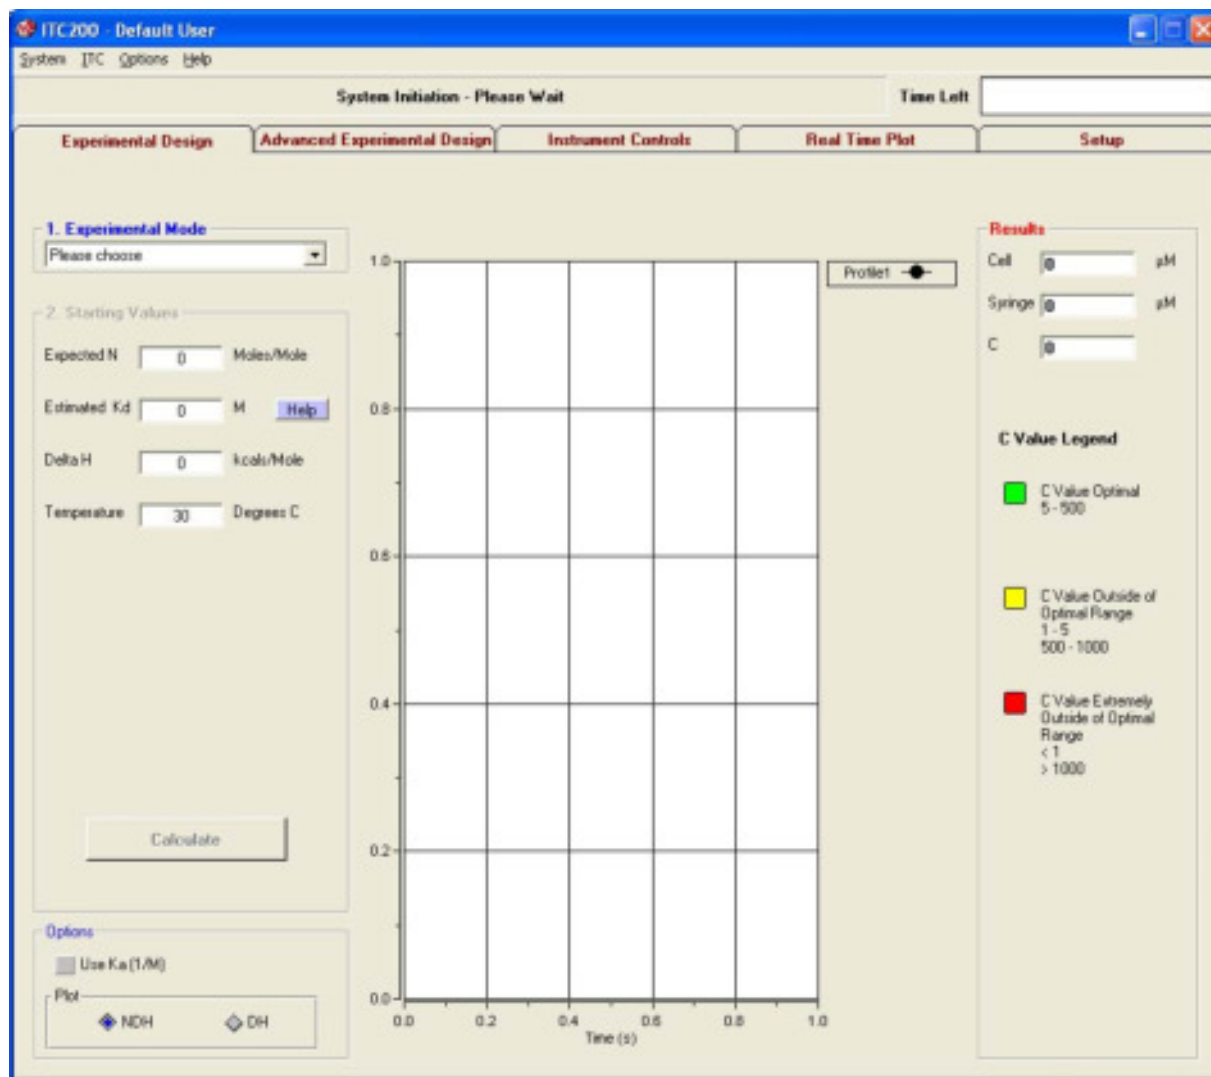 ITC200 - Default User
System ITC Options Help
System Initiation - Please Wait
Time Left
Experimental Design
Advanced Experimental Design
Instrument Controls
Real Time Plot
Setup
1. Experimental Mode
Please choose
2. Starting Values
Expected N 0 Moles/Mole
Estimated Kd 0 M Help
Delta H 0 kcals/Mole
Temperature 30 Degrees C
Calculate
Options
Use Ka (1/M)
Plot
NDH DH
1.0
0.8
0.6
0.4
0.2
0.0
0.0 0.2 0.4 0.6 0.8 1.0
Time (s)
Profile1
Results
Cell 0 µM
Syringe 0 µM
C 0
C Value Legend
C Value Optimal
5 - 500
C Value Outside of
Optimal Range
1 - 5
500 - 1000
C Value Extremely
Outside of Optimal
Range
< 1
> 1000